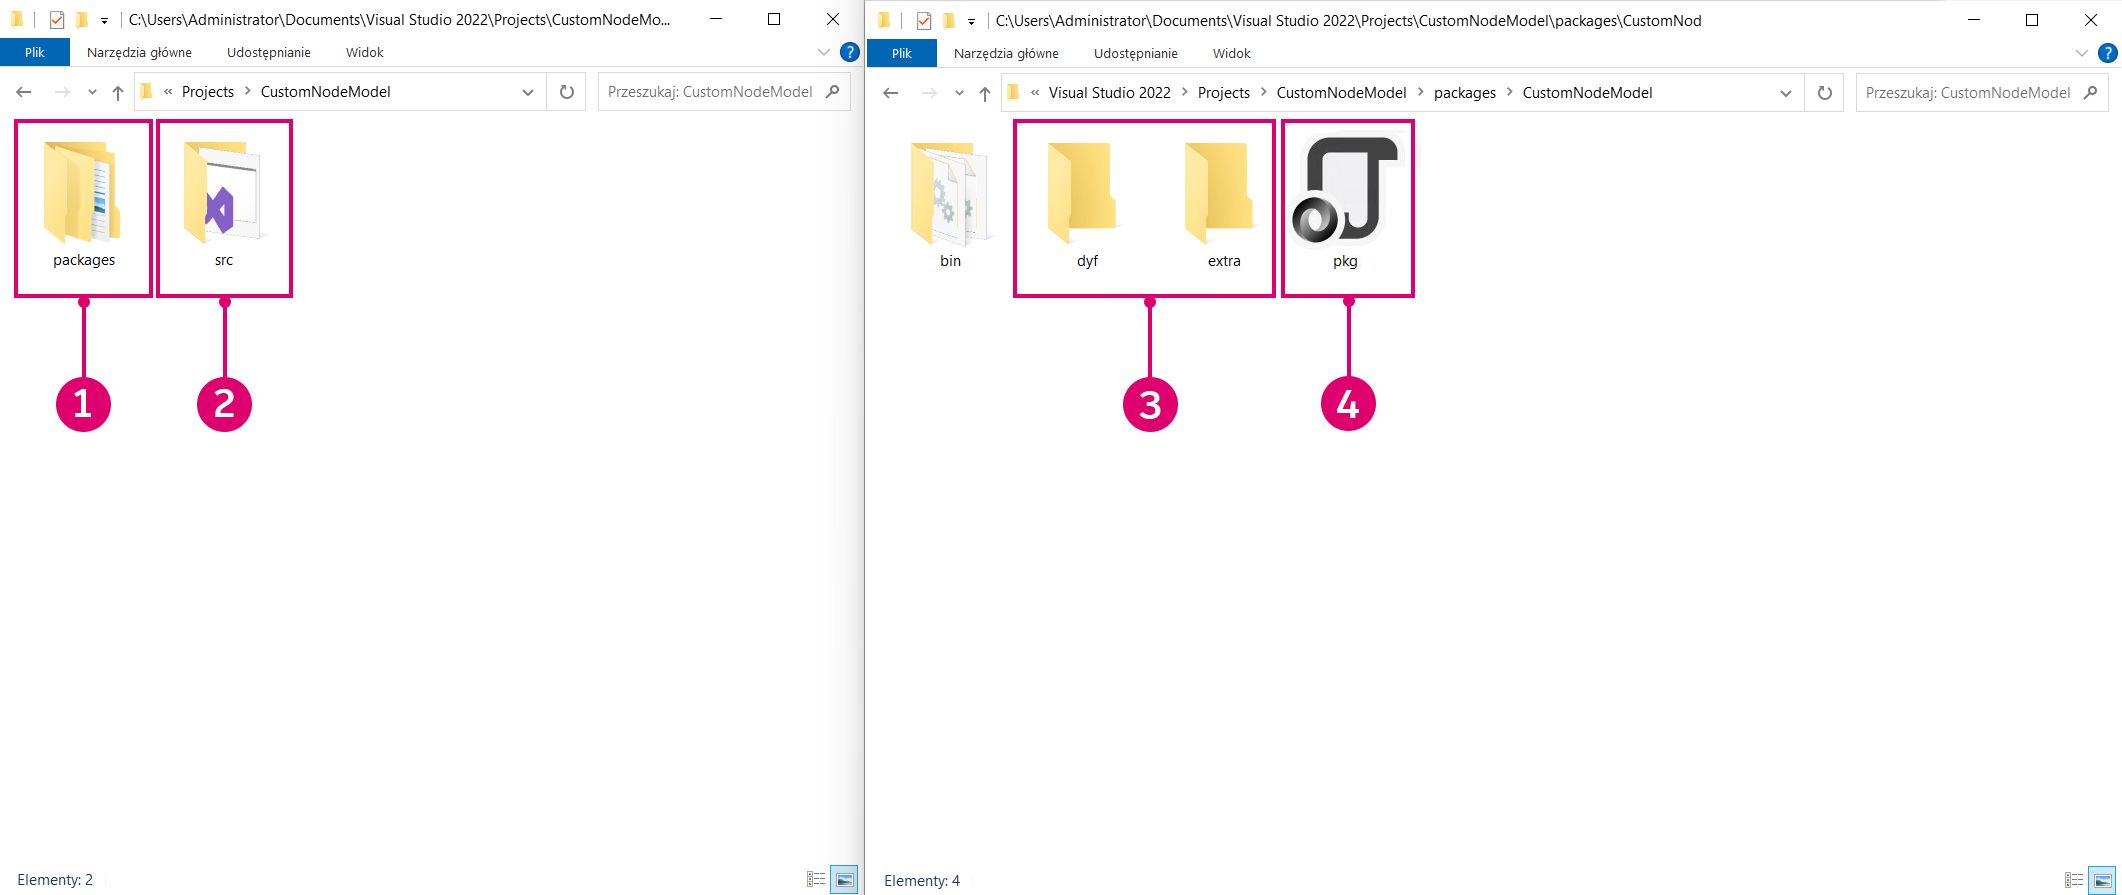 C:\Users\Administrator\Documents\Visual Studio 2022\Projects\CustomNodeMo...
Plik Narzędzia główne Udostępnianie Widok ?
« Projects > CustomNodeModel Przeszukaj: CustomNodeModel
packages src
1 2
Elementy: 2
C:\Users\Administrator\Documents\Visual Studio 2022\Projects\CustomNodeModel\packages\CustomNod
Plik Narzędzia główne Udostępnianie Widok ?
« Visual Studio 2022 > Projects > CustomNodeModel > packages > CustomNodeModel Przeszukaj: CustomNodeModel
bin dyf extra pkg
3 4
Elementy: 4